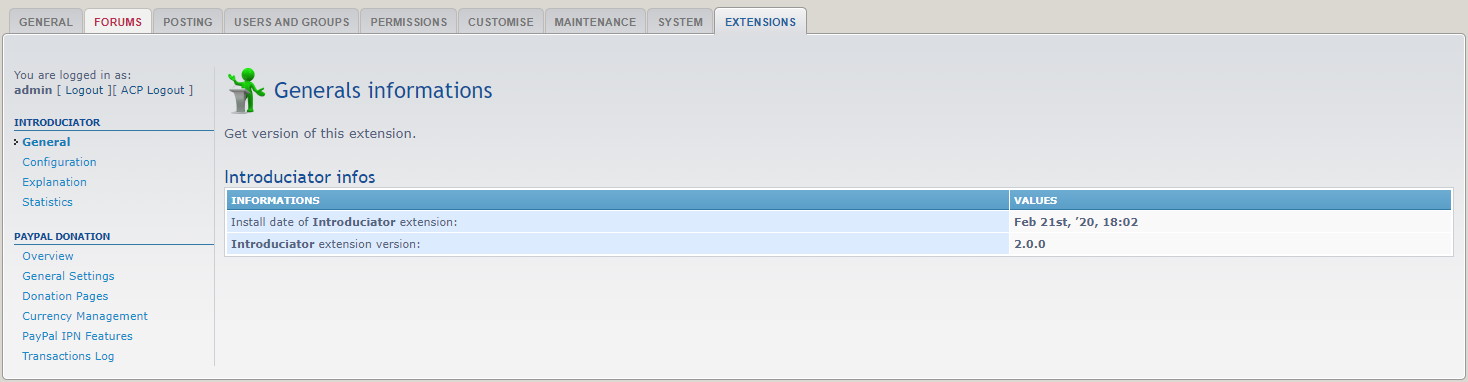 GENERAL FORUMS POSTING USERS AND GROUPS PERMISSIONS CUSTOMISE MAINTENANCE SYSTEM EXTENSIONS
You are logged in as:
admin [ Logout ][ ACP Logout ]
INTRODUCIATOR
General
Configuration
Explanation
Statistics
PAYPAL DONATION
Overview
General Settings
Donation Pages
Currency Management
PayPal IPN Features
Transactions Log
Generals informations
Get version of this extension.
Introduciator infos
INFORMATIONS VALUES
Install date of Introduciator extension: Feb 21st, '20, 18:02
Introduciator extension version: 2.0.0